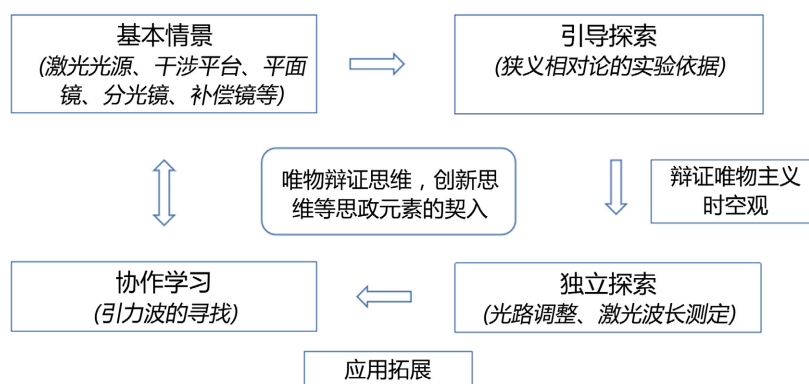 基本情景
(激光光源、干涉平台、平面
镜、分光镜、补偿镜等)
引导探索
(狭义相对论的实验依据)
唯物辩证思维，创新思
维等思政元素的契入
辩证唯物主义
时空观
协作学习
(引力波的寻找)
独立探索
(光路调整、激光波长测定)
应用拓展